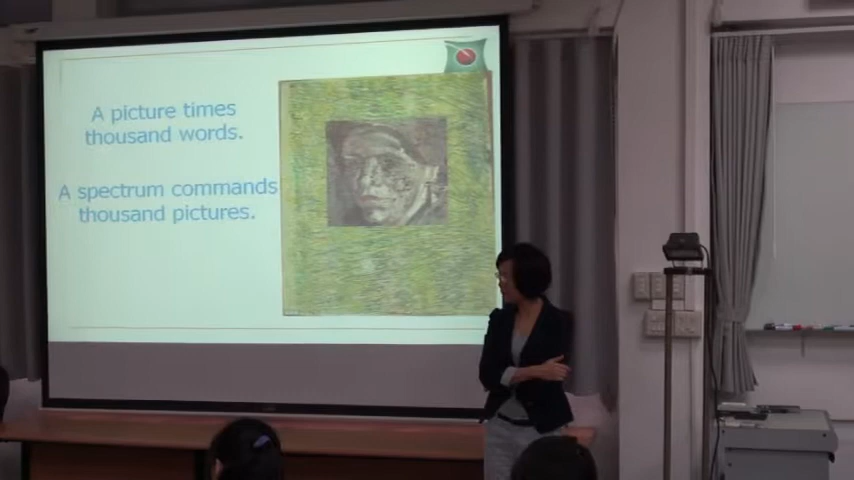 A picture times
thousand words.
A spectrum commands
thousand pictures.